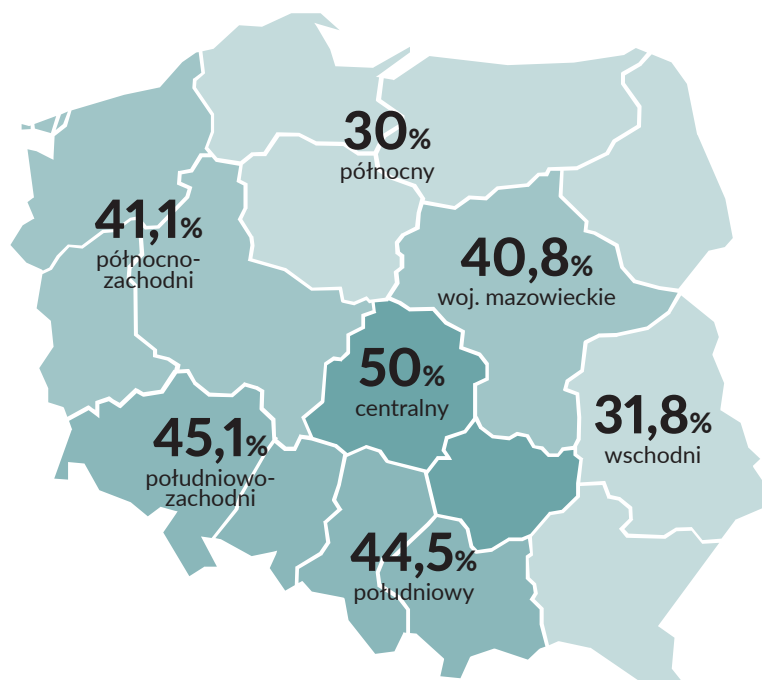 30%
północny
41,1%
północno-
zachodni
40,8%
woj. mazowieckie
50%
centralny
31,8%
wschodni
45,1%
południowo-
zachodni
44,5%
południowy